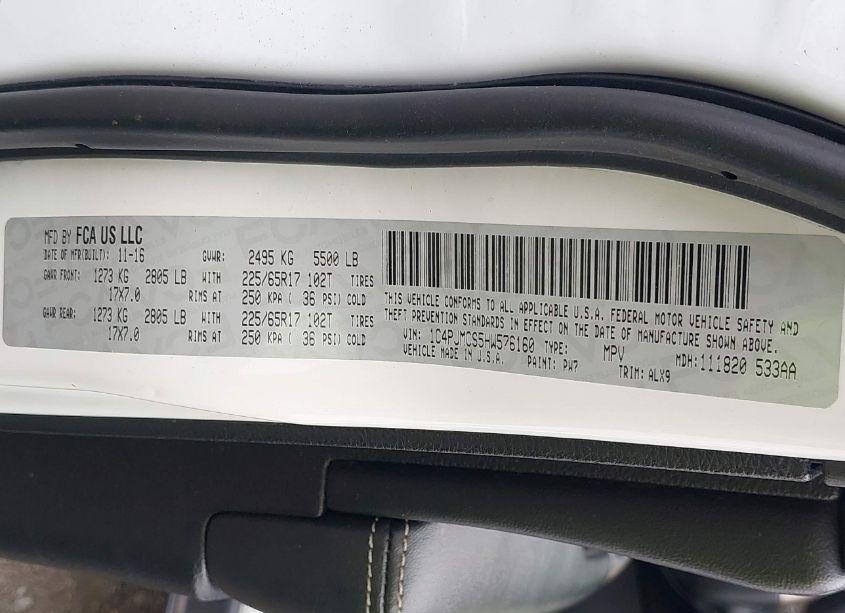 MFD BY FCA US LLC
DATE OF MFR(BUILT): 11-16 GVWR: 2495 KG 5500 LB
GAWR FRONT: 1273 KG 2805 LB WITH 225/65R17 102T TIRES
17X7.0 RIMS AT 250 KPA ( 36 PSI) COLD
GAWR REAR: 1273 KG 2805 LB WITH 225/65R17 102T TIRES
17X7.0 RIMS AT 250 KPA ( 36 PSI) COLD
THIS VEHICLE CONFORMS TO ALL APPLICABLE U.S.A. FEDERAL MOTOR VEHICLE SAFETY AND
THEFT PREVENTION STANDARDS IN EFFECT ON THE DATE OF MANUFACTURE SHOWN ABOVE.
VIN: 1C4PJMCS5HW576160 TYPE: MPV MDH: 111820 533AA
VEHICLE MADE IN U.S.A. PAINT: PW7 TRIM: ALX9